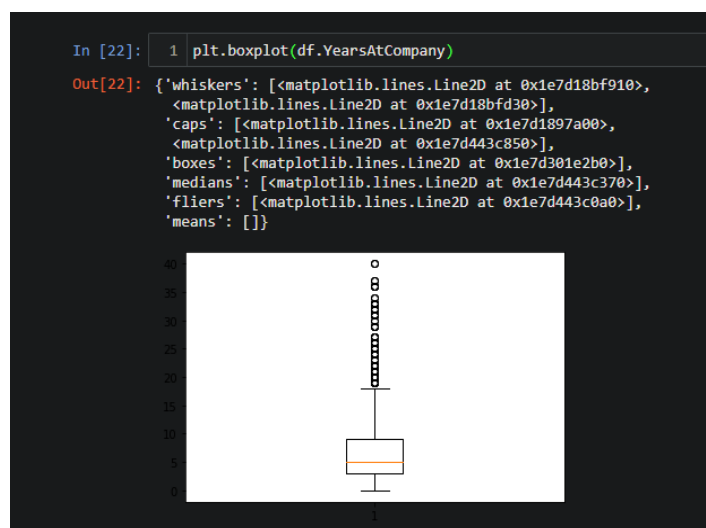 In [22]: 1 plt.boxplot(df.YearsAtCompany)
Out[22]: {'whiskers': [<matplotlib.lines.Line2D at 0x1e7d18bf910>,
<matplotlib.lines.Line2D at 0x1e7d18bfd30>],
'caps': [<matplotlib.lines.Line2D at 0x1e7d1897a00>,
<matplotlib.lines.Line2D at 0x1e7d443c850>],
'boxes': [<matplotlib.lines.Line2D at 0x1e7d301e2b0>],
'medians': [<matplotlib.lines.Line2D at 0x1e7d443c370>],
'fliers': [<matplotlib.lines.Line2D at 0x1e7d443c0a0>],
'means': []}
40
35
30
25
20
15
10
5
0
1